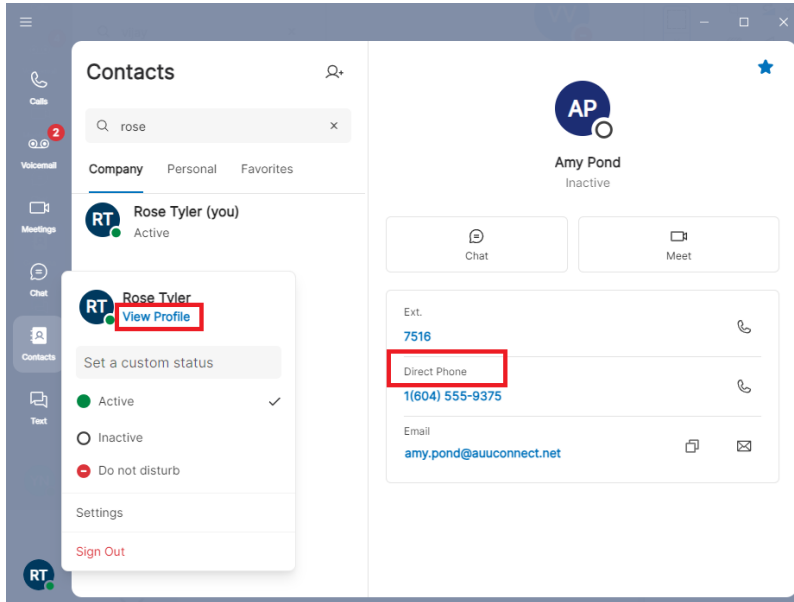 Calls
2
Voicemail
Meetings
Chat
Contacts
Text
RT
Contacts
rose
Company Personal Favorites
RT
Rose Tyler (you)
Active
RT
Rose Tyler
View Profile
Set a custom status
Active
Inactive
Do not disturb
Settings
Sign Out
AP
Amy Pond
Inactive
Chat
Meet
Ext.
7516
Direct Phone
1(604) 555-9375
Email
amy.pond@auuconnect.net